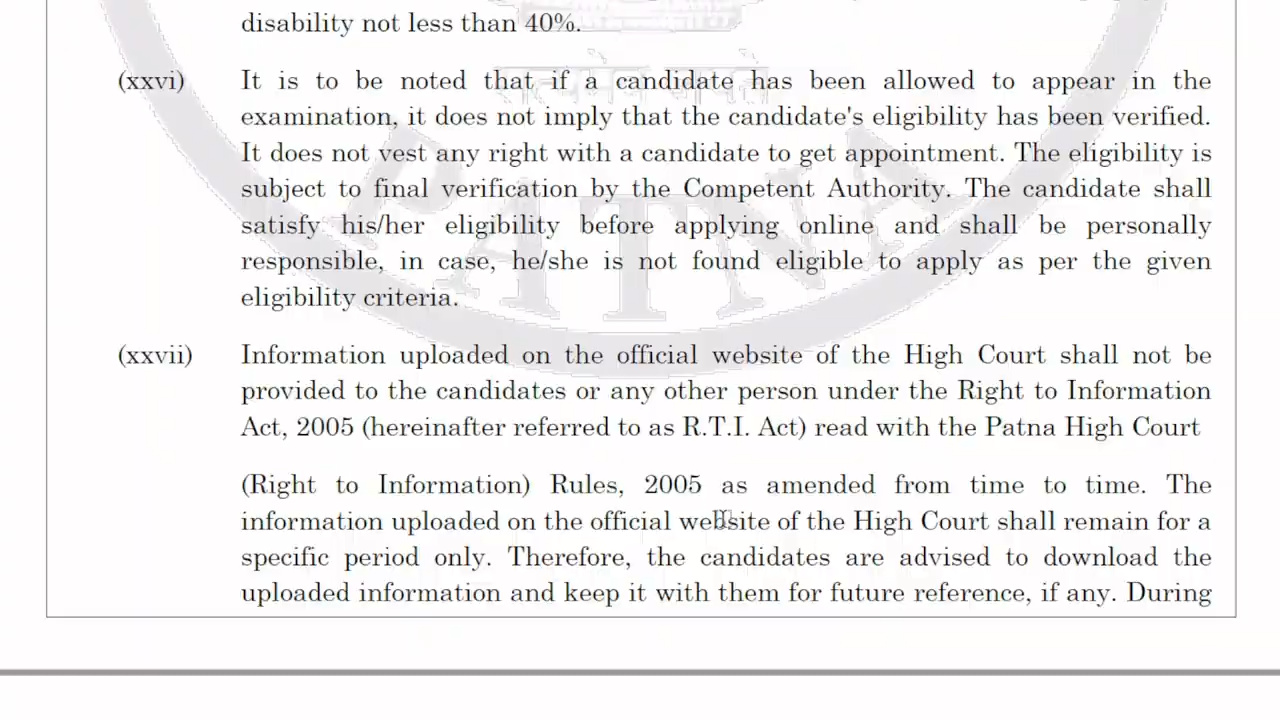 disability not less than 40%.
(xxvi) It is to be noted that if a candidate has been allowed to appear in the
examination, it does not imply that the candidate's eligibility has been verified.
It does not vest any right with a candidate to get appointment. The eligibility is
subject to final verification by the Competent Authority. The candidate shall
satisfy his/her eligibility before applying online and shall be personally
responsible, in case, he/she is not found eligible to apply as per the given
eligibility criteria.
(xxvii) Information uploaded on the official website of the High Court shall not be
provided to the candidates or any other person under the Right to Information
Act, 2005 (hereinafter referred to as R.T.I. Act) read with the Patna High Court
(Right to Information) Rules, 2005 as amended from time to time. The
information uploaded on the official website of the High Court shall remain for a
specific period only. Therefore, the candidates are advised to download the
uploaded information and keep it with them for future reference, if any. During
PATNA